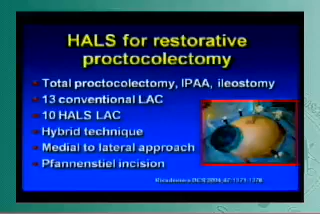 HALS for restorative
proctocolectomy
Total proctocolectomy, IPAA, ileostomy
13 conventional LAC
10 HALS LAC
Hybrid technique
Medial to lateral approach
Pfannenstiel incision